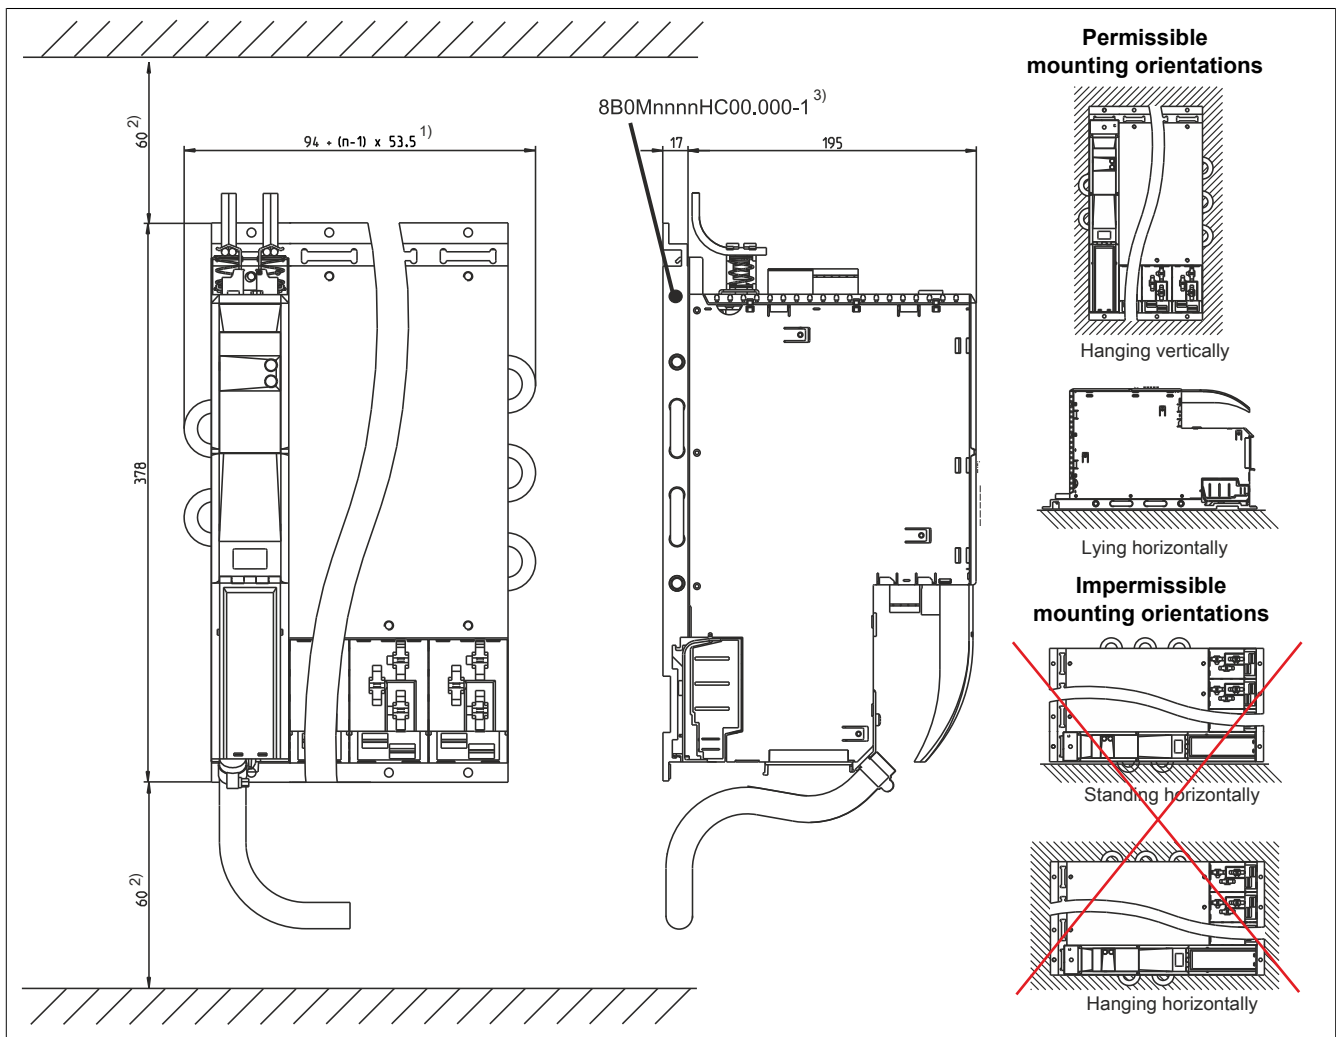 60 2)
94 + (n-1) x 53.5 1)
378
60 2)
8B0MnnnnHC00.000-1 3)
17
195
Permissible
mounting orientations
Hanging vertically
Lying horizontally
Impermissible
mounting orientations
Standing horizontally
Hanging horizontally